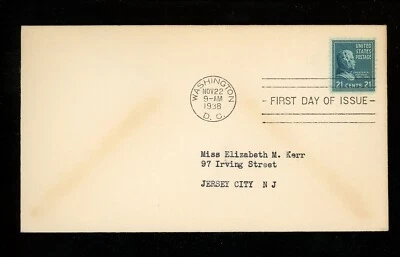 UNITED
STATES
POSTAGE
21 CENTS 21
WASHINGTON
NOV 22
9-AM
1938
D. C.
FIRST DAY OF ISSUE
Miss Elizabeth M. Kerr
97 Irving Street
JERSEY CITY N J